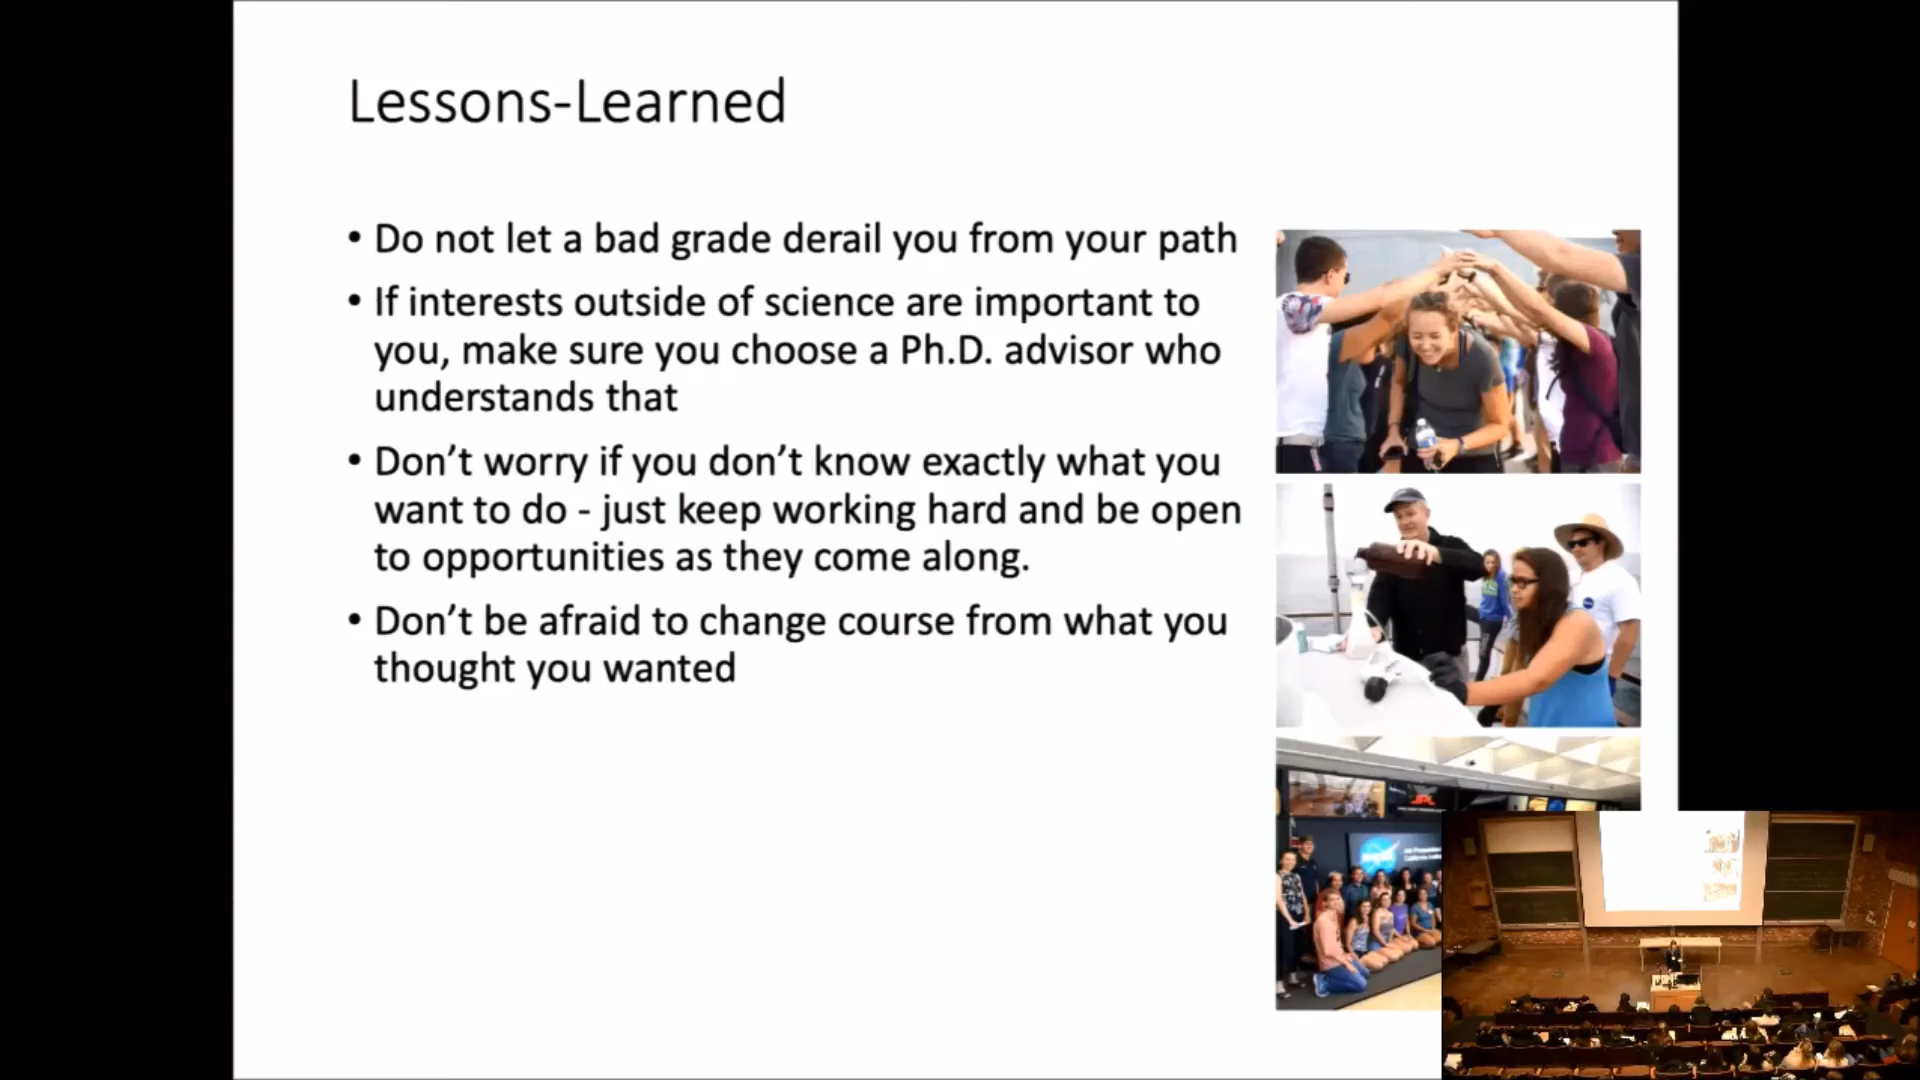 Lessons-Learned
• Do not let a bad grade derail you from your path
• If interests outside of science are important to
you, make sure you choose a Ph.D. advisor who
understands that
• Don’t worry if you don’t know exactly what you
want to do - just keep working hard and be open
to opportunities as they come along.
• Don’t be afraid to change course from what you
thought you wanted